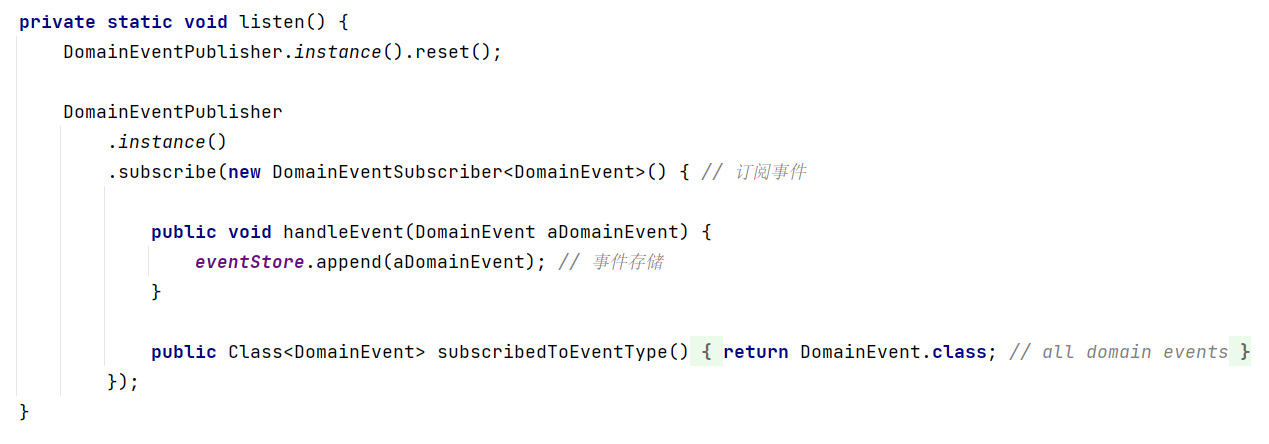 private static void listen() {
    DomainEventPublisher.instance().reset();

    DomainEventPublisher
        .instance()
        .subscribe(new DomainEventSubscriber<DomainEvent>() { // 订阅事件

            public void handleEvent(DomainEvent aDomainEvent) {
                eventStore.append(aDomainEvent); // 事件存储
            }

            public Class<DomainEvent> subscribedToEventType() { return DomainEvent.class; // all domain events }
        });
}